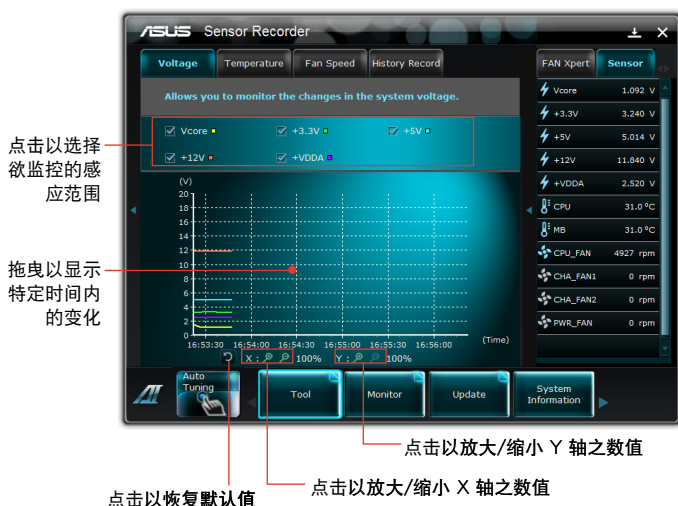 ASUS Sensor Recorder
Voltage Temperature Fan Speed History Record
FAN Xpert Sensor
Allows you to monitor the changes in the system voltage.
Vcore +3.3V +5V
+12V +VDDA
点击以选择
欲监控的感
应范围
拖曳以显示
特定时间内
的变化
(V)
20
18
16
14
12
10
8
6
4
2
0
16:53:30 16:54:00 16:54:30 16:55:00 16:55:30 16:56:00
(Time)
X : 100% Y : 100%
Vcore 1.092 V
+3.3V 3.240 V
+5V 5.014 V
+12V 11.840 V
+VDDA 2.520 V
CPU 31.0 ºC
MB 31.0 ºC
CPU_FAN 4927 rpm
CHA_FAN1 0 rpm
CHA_FAN2 0 rpm
PWR_FAN 0 rpm
Auto
Tuning
Tool
Monitor
Update
System
Information
点击以放大/缩小 Y 轴之数值
点击以放大/缩小 X 轴之数值
点击以恢复默认值